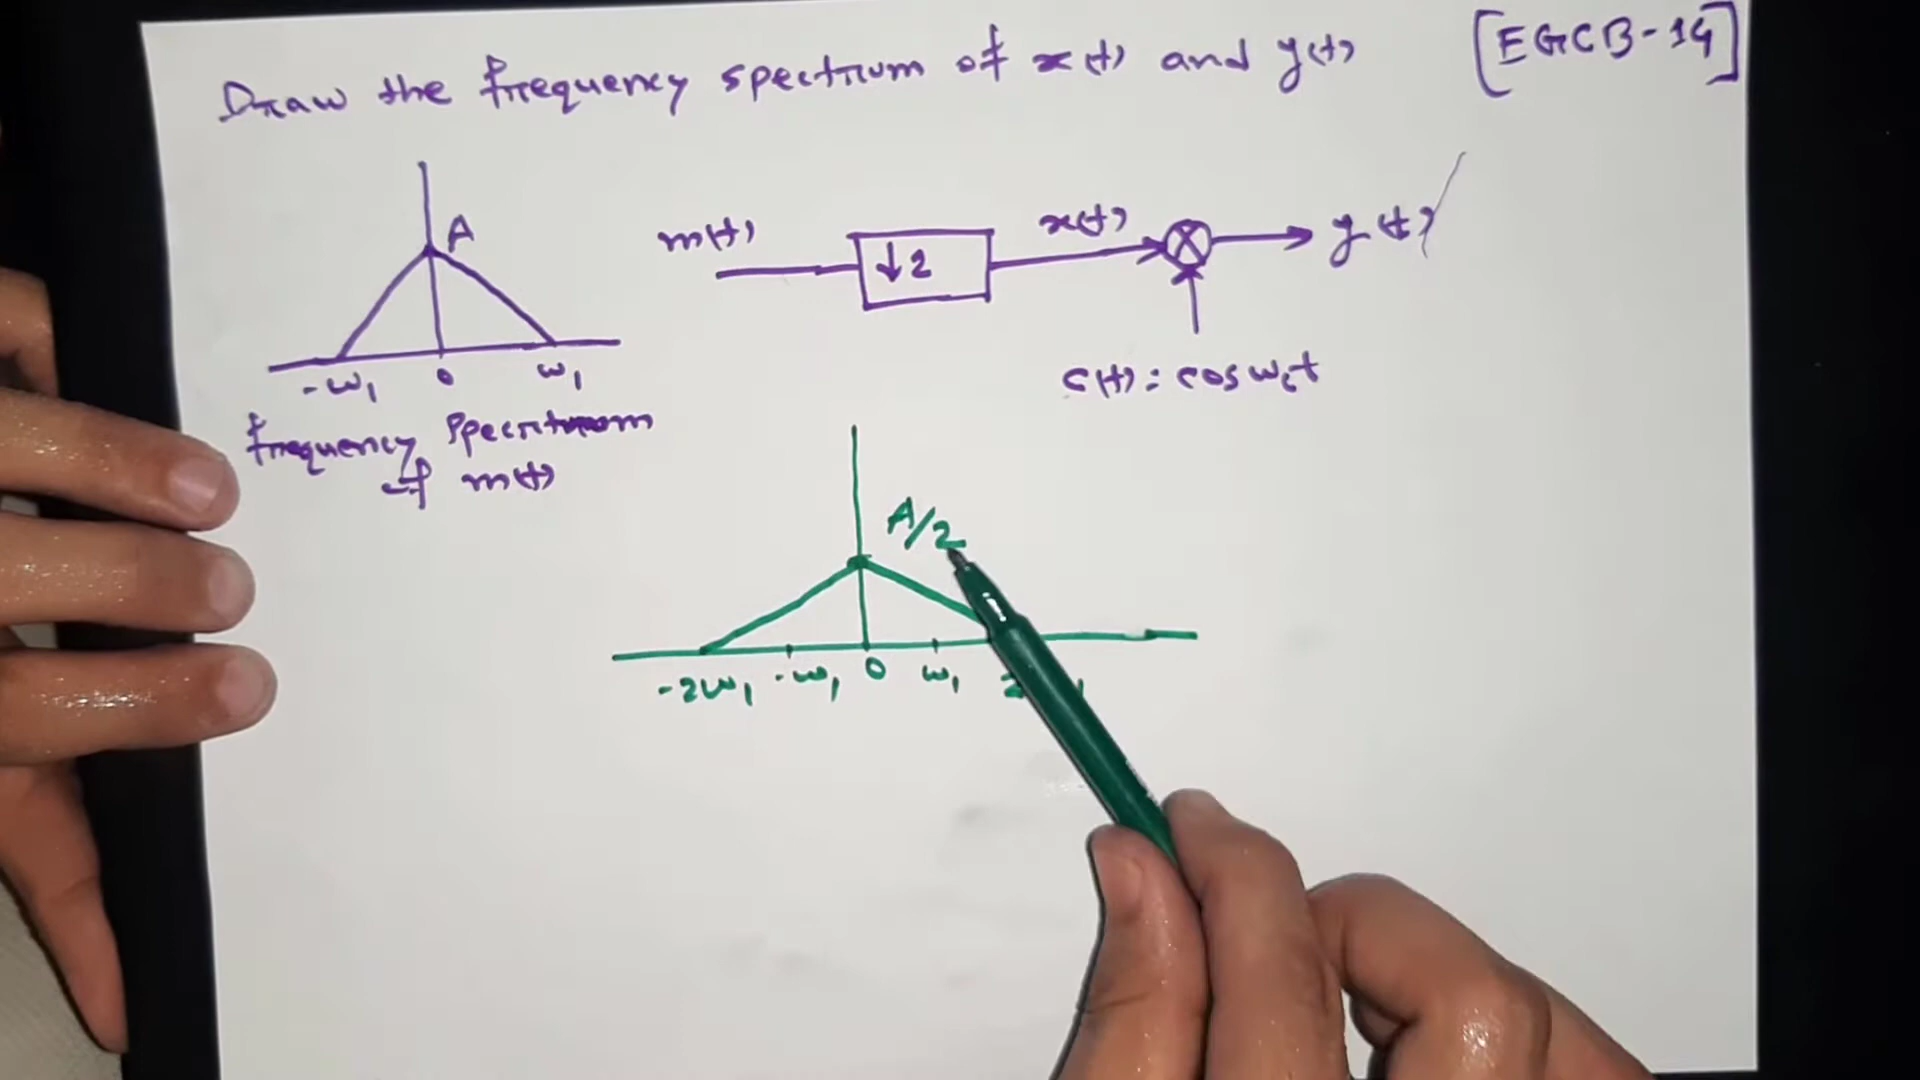 Draw the frequency spectrum of x(t) and y(t) [EGCB-14]
A
-ω1 0 ω1
frequency
of m(t)
m(t) ↓2 x(t) y(t)
c(t) = cos ωct
A/2
-2ω1 -ω1 0 ω1